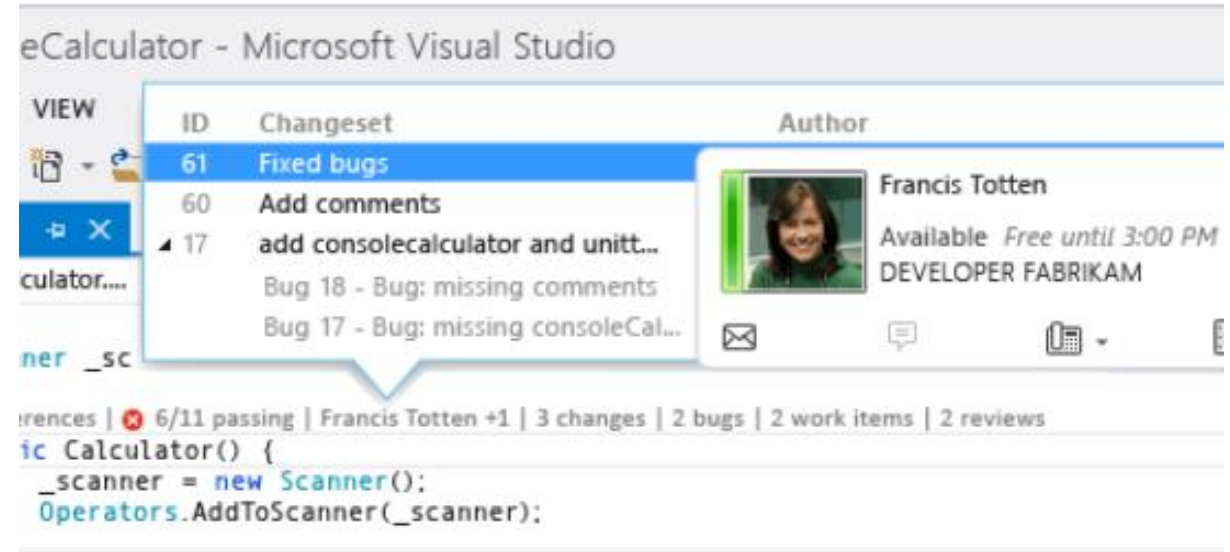 eCalculator - Microsoft Visual Studio
VIEW
ID Changeset Author
61 Fixed bugs
60 Add comments
17 add consolecalculator and unitt...
Bug 18 - Bug: missing comments
Bug 17 - Bug: missing consoleCal...
Francis Totten
Available Free until 3:00 PM
DEVELOPER FABRIKAM
culator....
ner _sc
erences | 6/11 passing | Francis Totten +1 | 3 changes | 2 bugs | 2 work items | 2 reviews
ic Calculator() {
_scanner = new Scanner();
Operators.AddToScanner(_scanner);